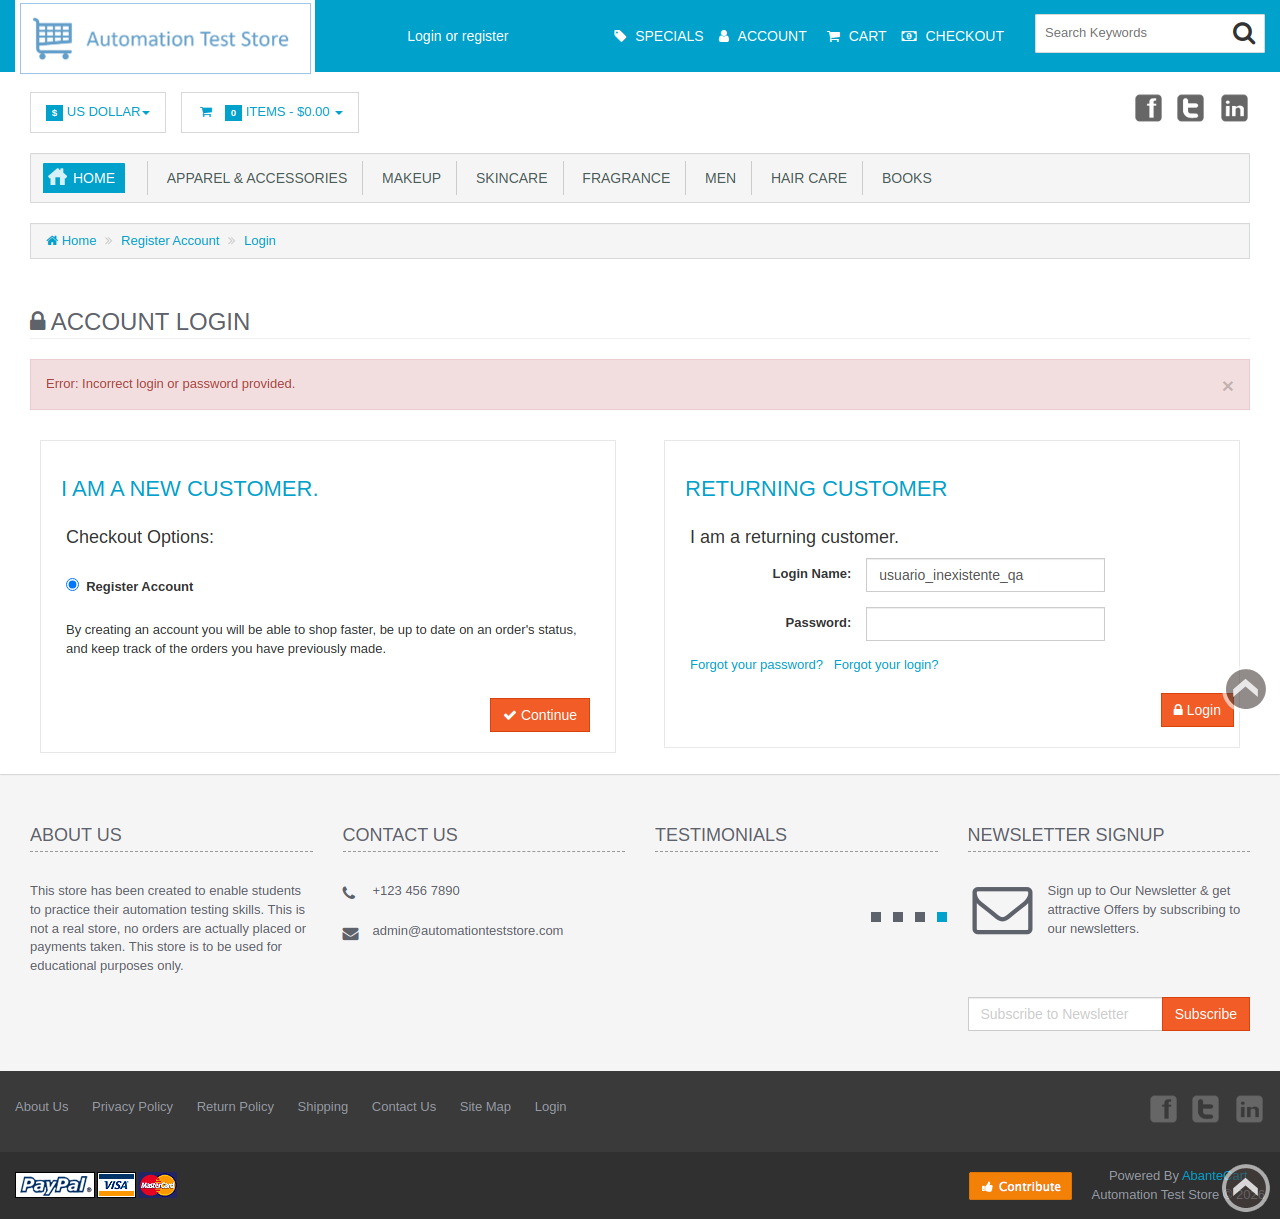 Automation Test Store
Login or register
SPECIALS
ACCOUNT
CART
CHECKOUT
Search Keywords
$ US DOLLAR
0 ITEMS - $0.00
HOME
APPAREL & ACCESSORIES
MAKEUP
SKINCARE
FRAGRANCE
MEN
HAIR CARE
BOOKS
Home » Register Account » Login
ACCOUNT LOGIN
Error: Incorrect login or password provided.
×
I AM A NEW CUSTOMER.
Checkout Options:
Register Account
By creating an account you will be able to shop faster, be up to date on an order's status,
and keep track of the orders you have previously made.
Continue
RETURNING CUSTOMER
I am a returning customer.
Login Name:
usuario_inexistente_qa
Password:
Forgot your password?
Forgot your login?
Login
ABOUT US
This store has been created to enable students
to practice their automation testing skills. This is
not a real store, no orders are actually placed or
payments taken. This store is to be used for
educational purposes only.
CONTACT US
+123 456 7890
admin@automationteststore.com
TESTIMONIALS
NEWSLETTER SIGNUP
Sign up to Our Newsletter & get
attractive Offers by subscribing to
our newsletters.
Subscribe to Newsletter
Subscribe
About Us
Privacy Policy
Return Policy
Shipping
Contact Us
Site Map
Login
PayPal
VISA
MasterCard
Contribute
Powered By AbanteCart
Automation Test Store © 2026